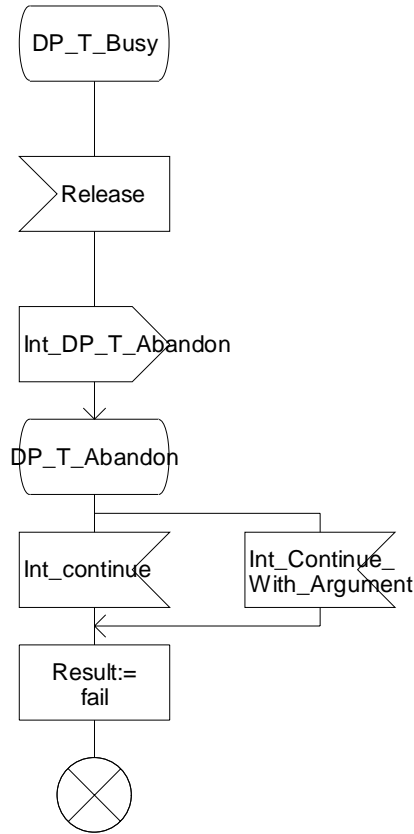 DP_T_Busy
Release
Int_DP_T_Abandon
DP_T_Abandon
Int_continue
Int_Continue_
With_Argument
Result:=
fail